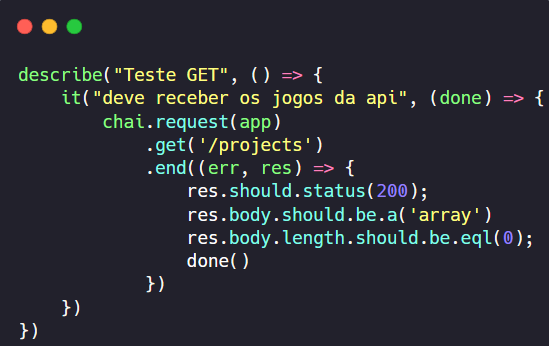 describe("Teste GET", () => {
    it("deve receber os jogos da api", (done) => {
        chai.request(app)
            .get('/projects')
            .end((err, res) => {
                res.should.status(200);
                res.body.should.be.a('array')
                res.body.length.should.be.eql(0);
                done()
            })
    })
})